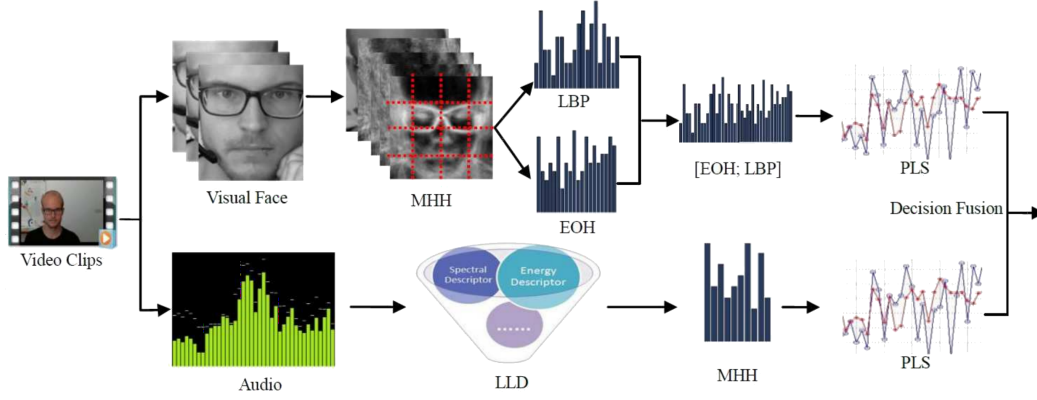 Video Clips
Visual Face
MHH
LBP
EOH
[EOH; LBP]
PLS
Decision Fusion
Audio
Spectral
Descriptor
Energy
Descriptor
......
LLD
MHH
PLS